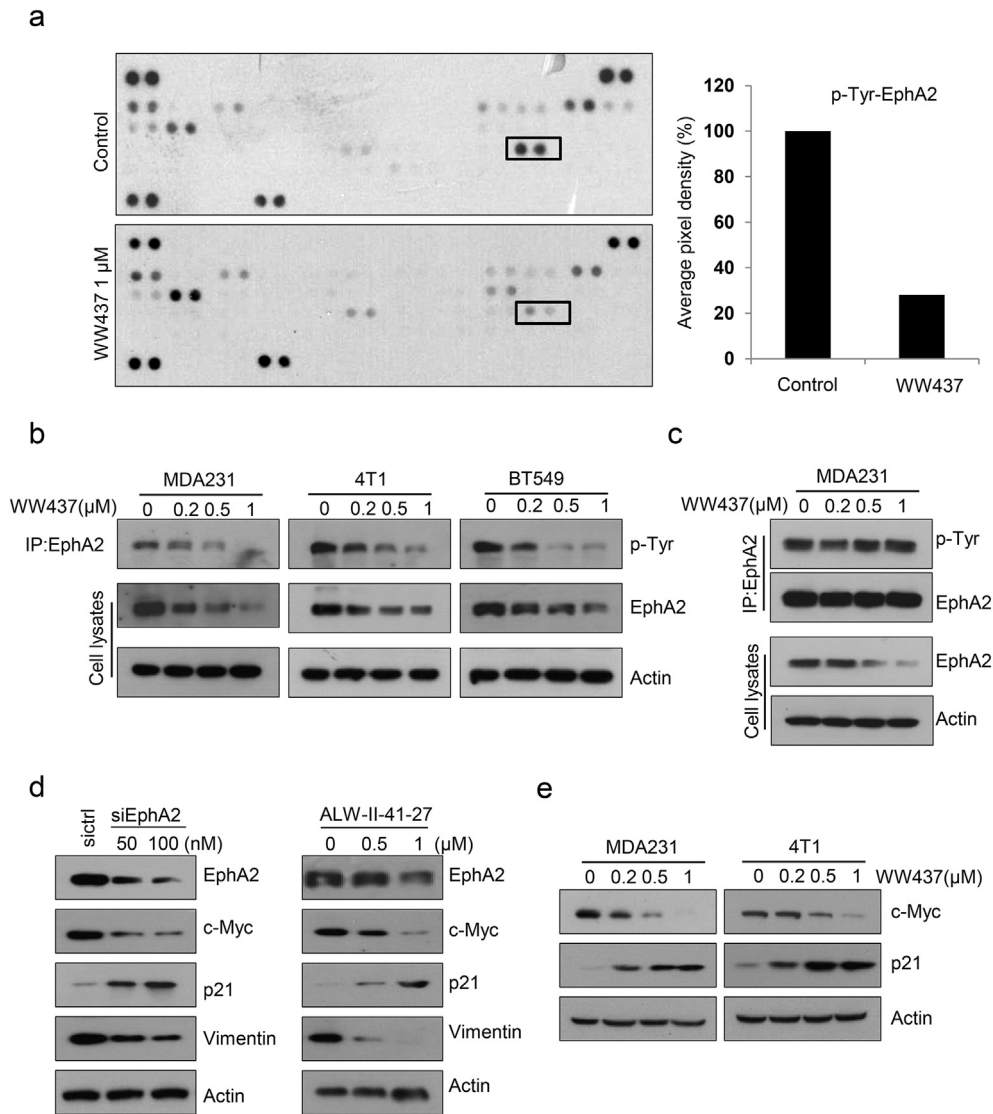 a
Control
WW437 1 µM
p-Tyr-EphA2
Average pixel density (%)
120
100
80
60
40
20
0
Control WW437
b
MDA231 4T1 BT549
WW437(µM) 0 0.2 0.5 1 0 0.2 0.5 1 0 0.2 0.5 1
IP:EphA2 p-Tyr
Cell lysates
EphA2
Actin
c
MDA231
WW437(µM) 0 0.2 0.5 1
IP:EphA2
p-Tyr
EphA2
Cell lysates
EphA2
Actin
d
sictrl siEphA2
50 100 (nM)
EphA2
c-Myc
p21
Vimentin
Actin
ALW-II-41-27
0 0.5 1 (µM)
EphA2
c-Myc
p21
Vimentin
Actin
e
MDA231 4T1
0 0.2 0.5 1 0 0.2 0.5 1 WW437(µM)
c-Myc
p21
Actin